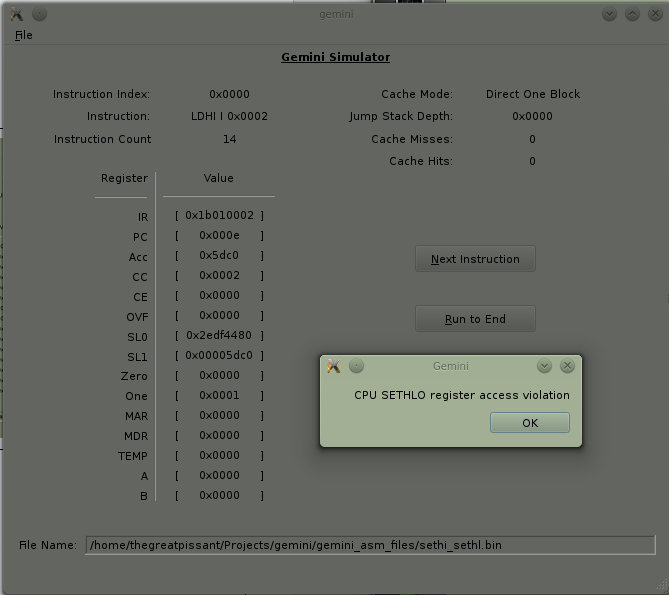 gemini
File
Gemini Simulator
Instruction Index: 0x0000 Cache Mode: Direct One Block
Instruction: LDHI I 0x0002 Jump Stack Depth: 0x0000
Instruction Count 14 Cache Misses: 0
Cache Hits: 0
Register Value
IR [ 0x1b010002 ]
PC [ 0x000e ]
Acc [ 0x5dc0 ]
CC [ 0x0002 ]
CE [ 0x0000 ]
OVF [ 0x0000 ]
SL0 [ 0x2edf4480 ]
SL1 [ 0x00005dc0 ]
Zero [ 0x0000 ]
One [ 0x0001 ]
MAR [ 0x0000 ]
MDR [ 0x0000 ]
TEMP [ 0x0000 ]
A [ 0x0000 ]
B [ 0x0000 ]
Next Instruction
Run to End
Gemini
CPU SETHLO register access violation
OK
File Name: /home/thegreatpissant/Projects/gemini/gemini_asm_files/sethi_sethl.bin